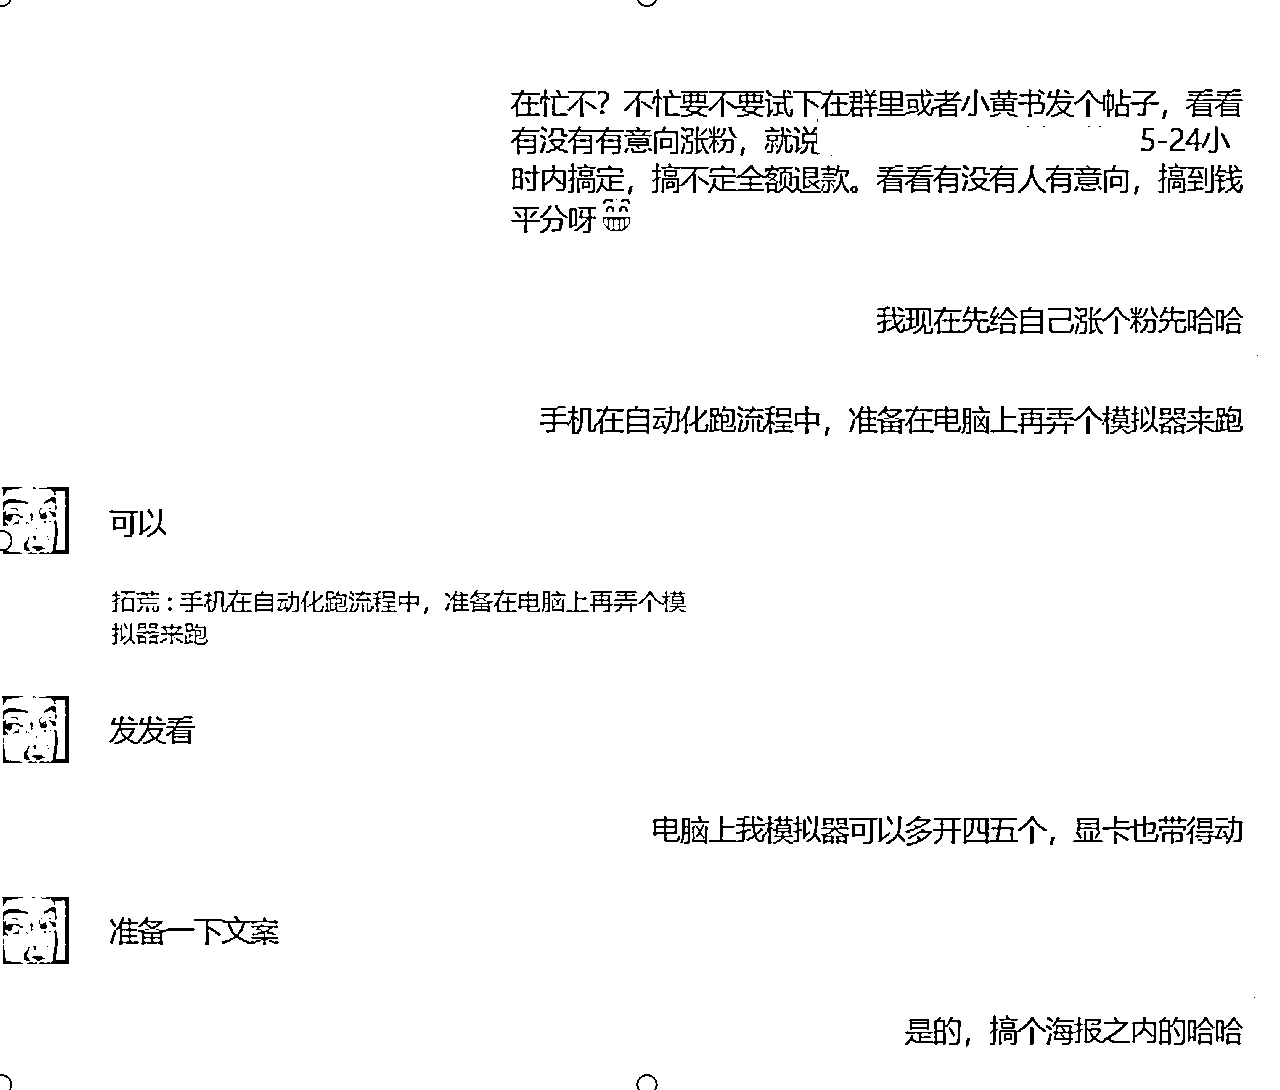 在忙不？不忙要不要试下在群里或者小黄书发个帖子，看看
有没有有意向涨粉，就说 5-24小
时内搞定，搞不定全额退款。看看有没有人有意向，搞到钱
平分呀😁
我现在先给自己涨个粉先哈哈
手机在自动化跑流程中，准备在电脑上再弄个模拟器来跑
可以
拓荒：手机在自动化跑流程中，准备在电脑上再弄个模
拟器来跑
发发看
电脑上我模拟器可以多开四五个，显卡也带得动
准备一下文案
是的，搞个海报之内的哈哈